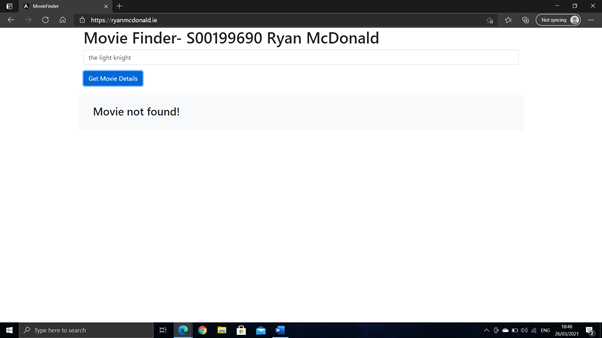 MovieFinder
https://ryanmcdonald.ie
Not syncing
Movie Finder- S00199690 Ryan McDonald
the light knight
Get Movie Details
Movie not found!
Type here to search
ENG
18:48
26/03/2021
2